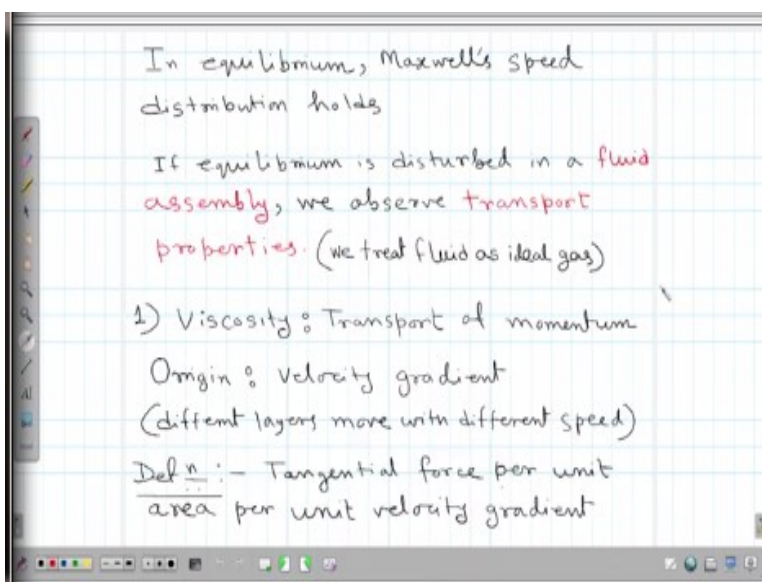 In equilibrium, Maxwell's speed
distribution holds
If equilibrium is disturbed in a fluid
assembly, we observe transport
properties. (we treat fluid as ideal gas)
1) Viscosity : Transport of momentum
Origin : Velocity gradient
(diffemt layers move with different speed)
Defn :- Tangential force per unit
area per unit velocity gradient